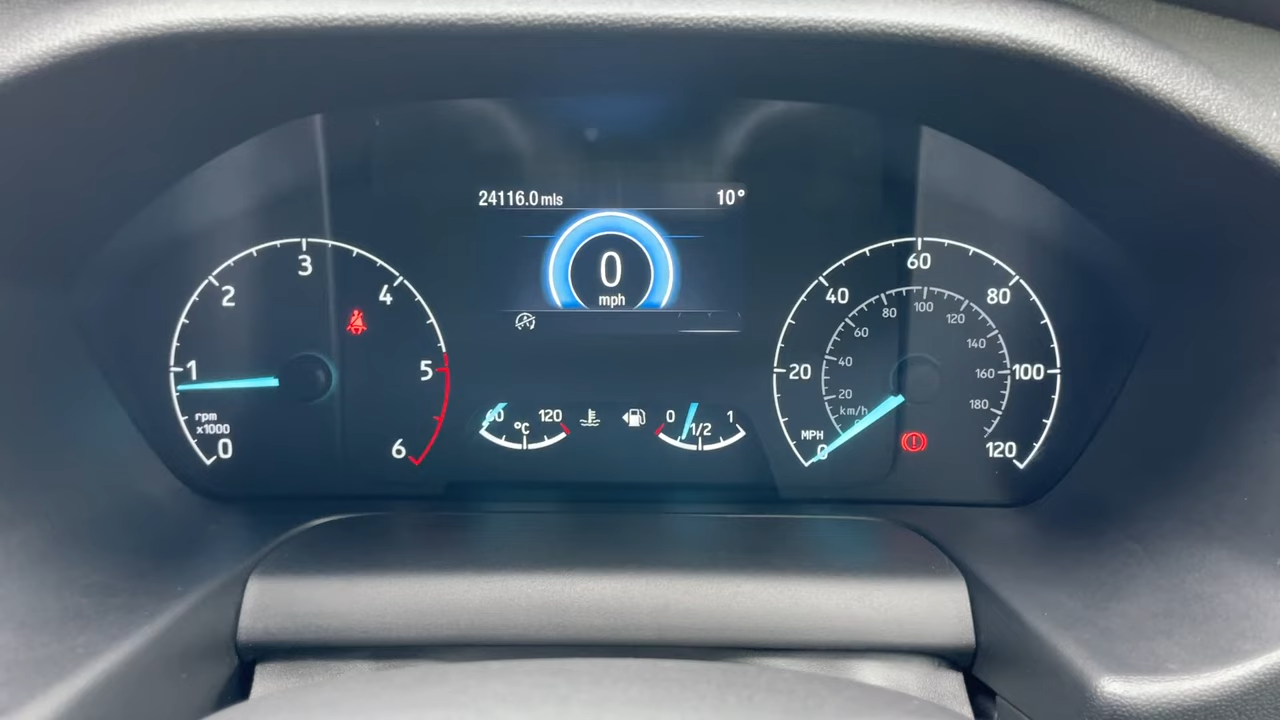 24116.0 mls 10°
0
mph
0 1 2 3 4 5 6
rpm
x1000
60 120
°C
0 1/2 1
0 20 40 60 80 100 120
MPH
20 40 60 80 100 120 140 160 180
km/h